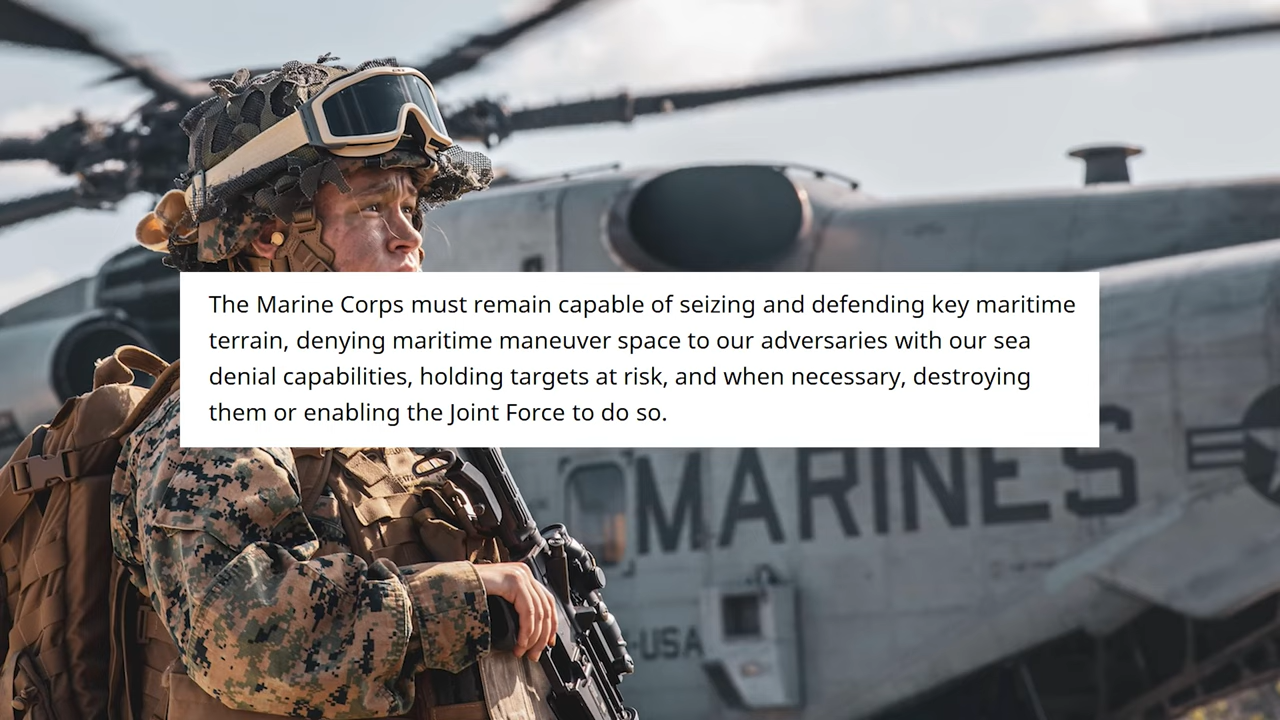 The Marine Corps must remain capable of seizing and defending key maritime
terrain, denying maritime maneuver space to our adversaries with our sea
denial capabilities, holding targets at risk, and when necessary, destroying
them or enabling the Joint Force to do so.
MARINES
USA